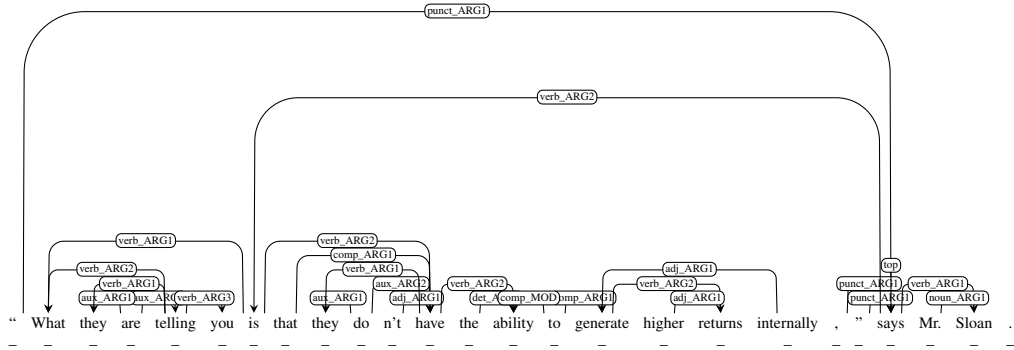 punct_ARG1
verb_ARG2
verb_ARG1 verb_ARG2
comp_ARG1
verb_ARG2 verb_ARG1 adj_ARG1 top
verb_ARG1 aux_ARG2 verb_ARG2 verb_ARG2 punct_ARG1 verb_ARG1
aux_ARG1 verb_ARG3 aux_ARG1 adj_ARG1 comp_MOD adj_ARG1 punct_ARG1 noun_ARG1
“ What they are telling you is that they do n’t have the ability to generate higher returns internally , ” says Mr. Sloan .
_ _ _ _ _ _ _ _ _ _ _ _ _ _ _ _ _ _ _ _ _ _ _ _ _